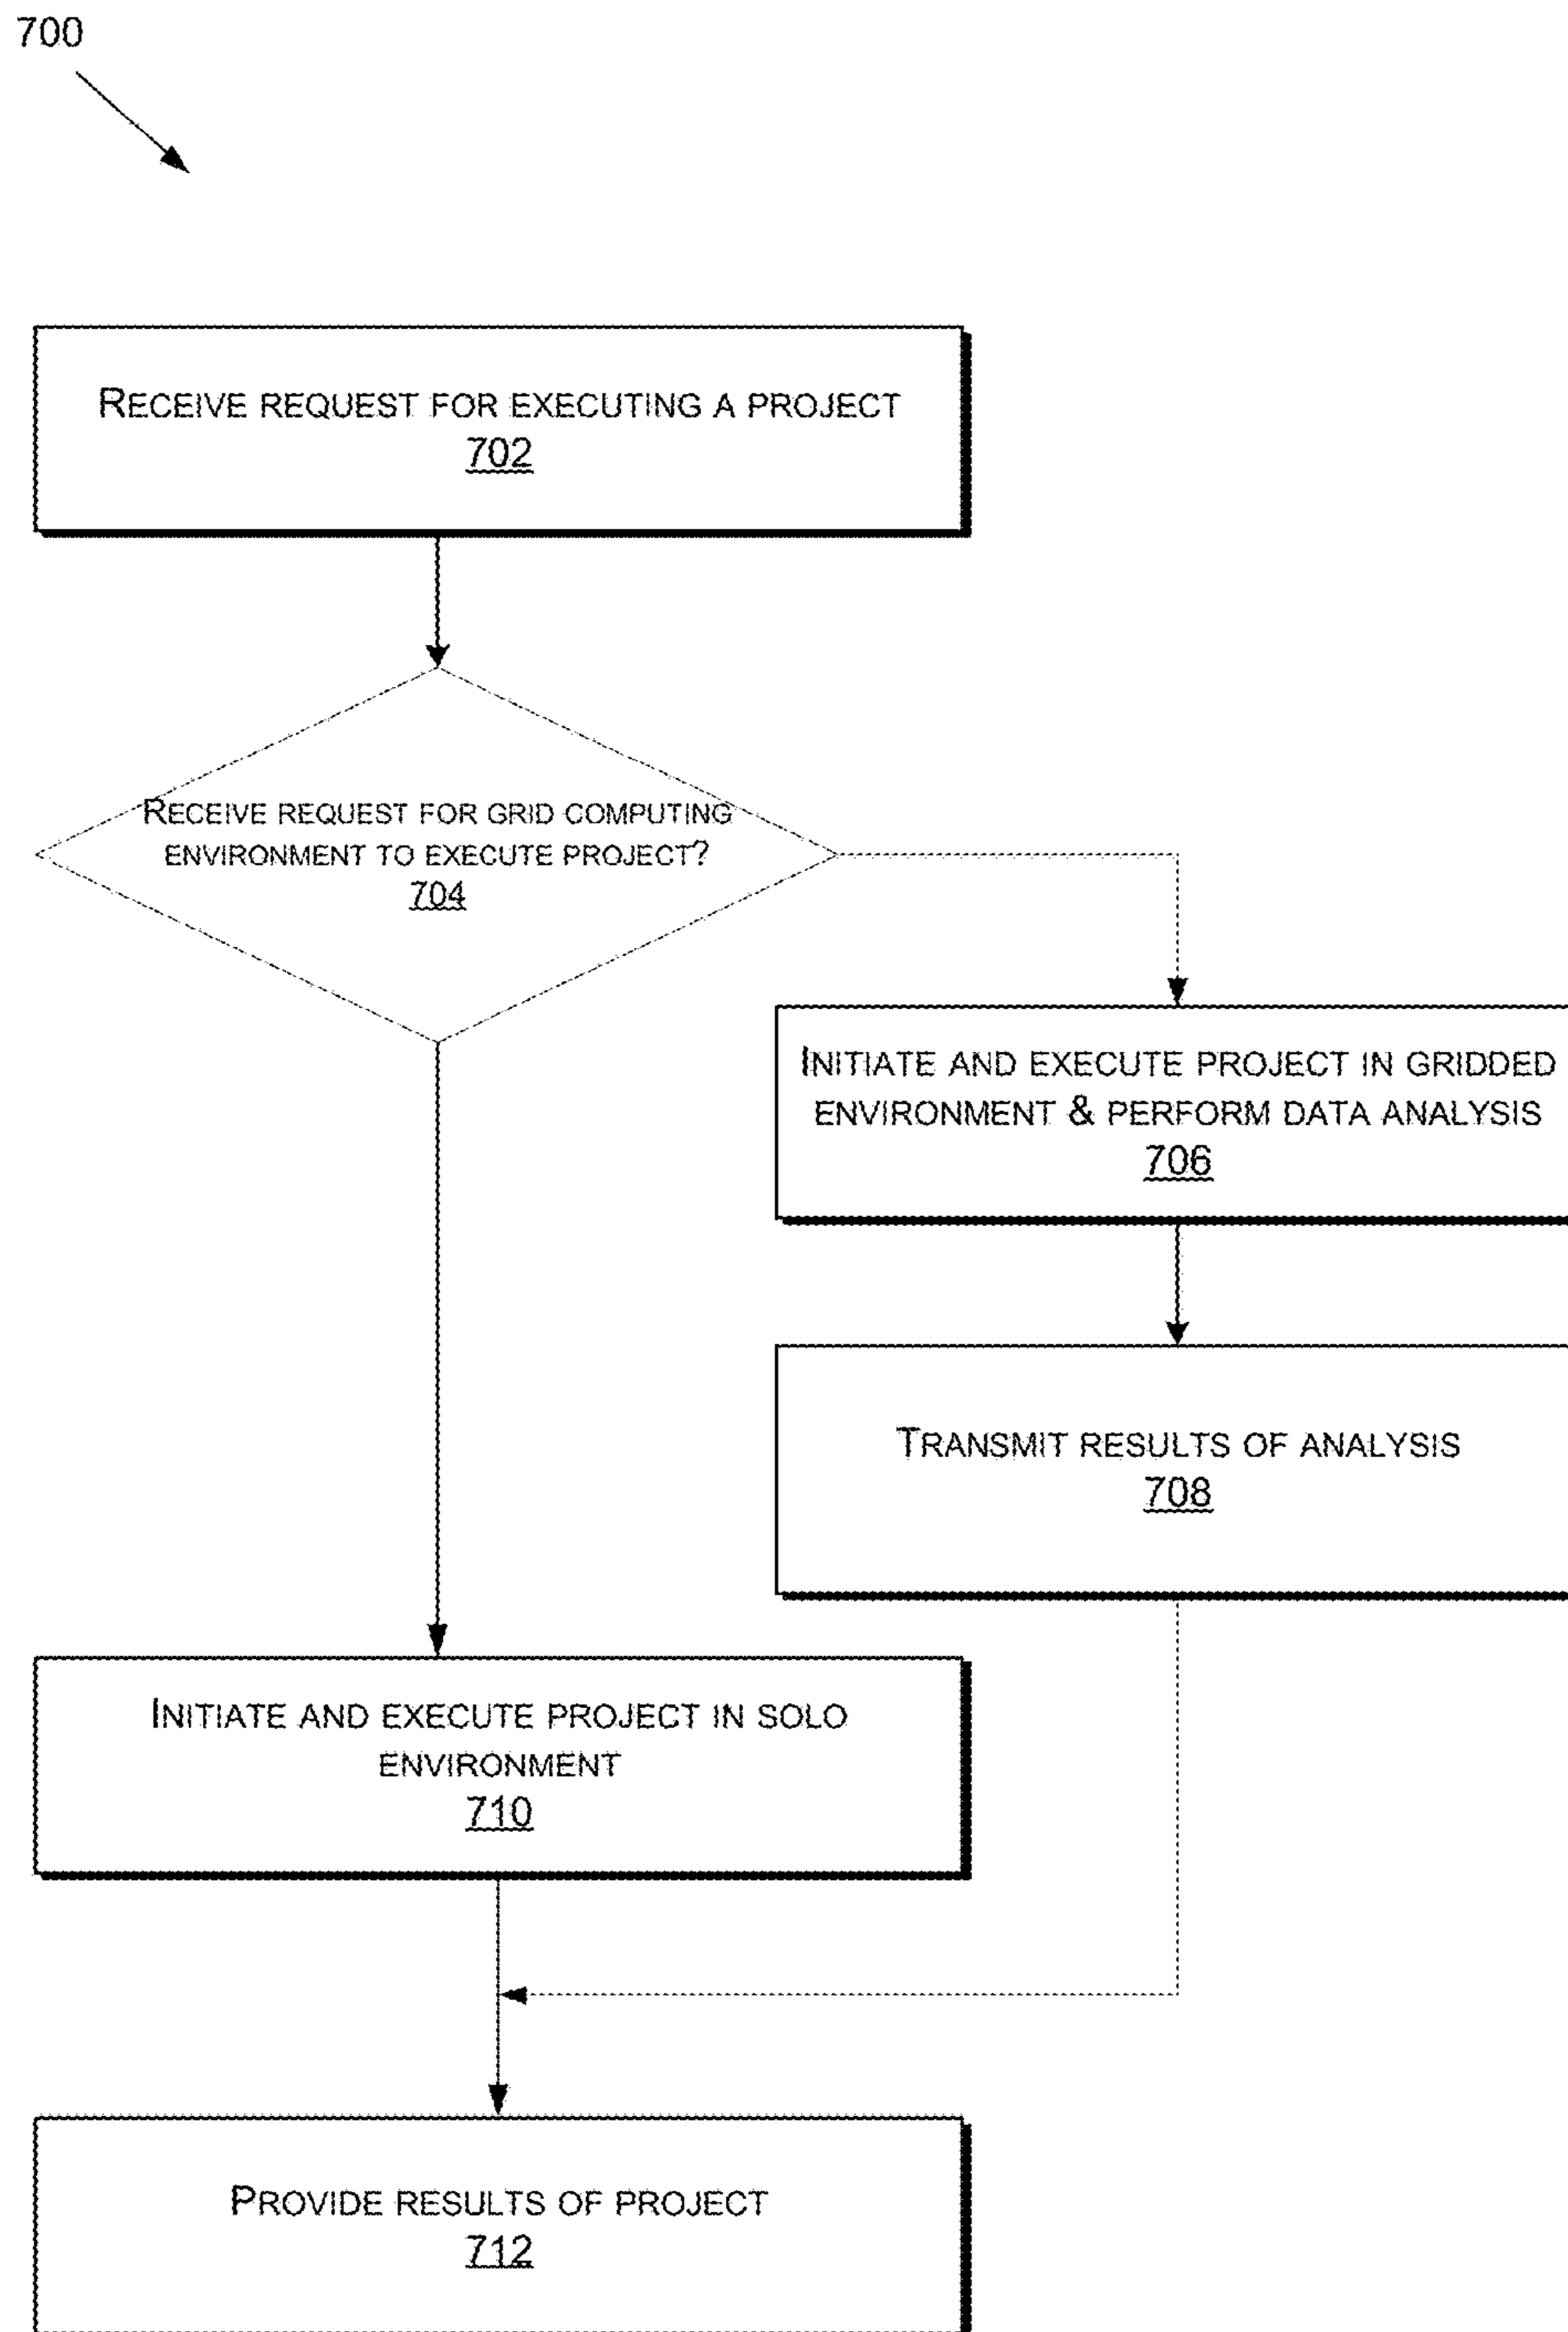 700
RECEIVE REQUEST FOR EXECUTING A PROJECT
702
RECEIVE REQUEST FOR GRID COMPUTING
ENVIRONMENT TO EXECUTE PROJECT?
704
INITIATE AND EXECUTE PROJECT IN GRIDDED
ENVIRONMENT & PERFORM DATA ANALYSIS
706
TRANSMIT RESULTS OF ANALYSIS
708
INITIATE AND EXECUTE PROJECT IN SOLO
ENVIRONMENT
710
PROVIDE RESULTS OF PROJECT
712